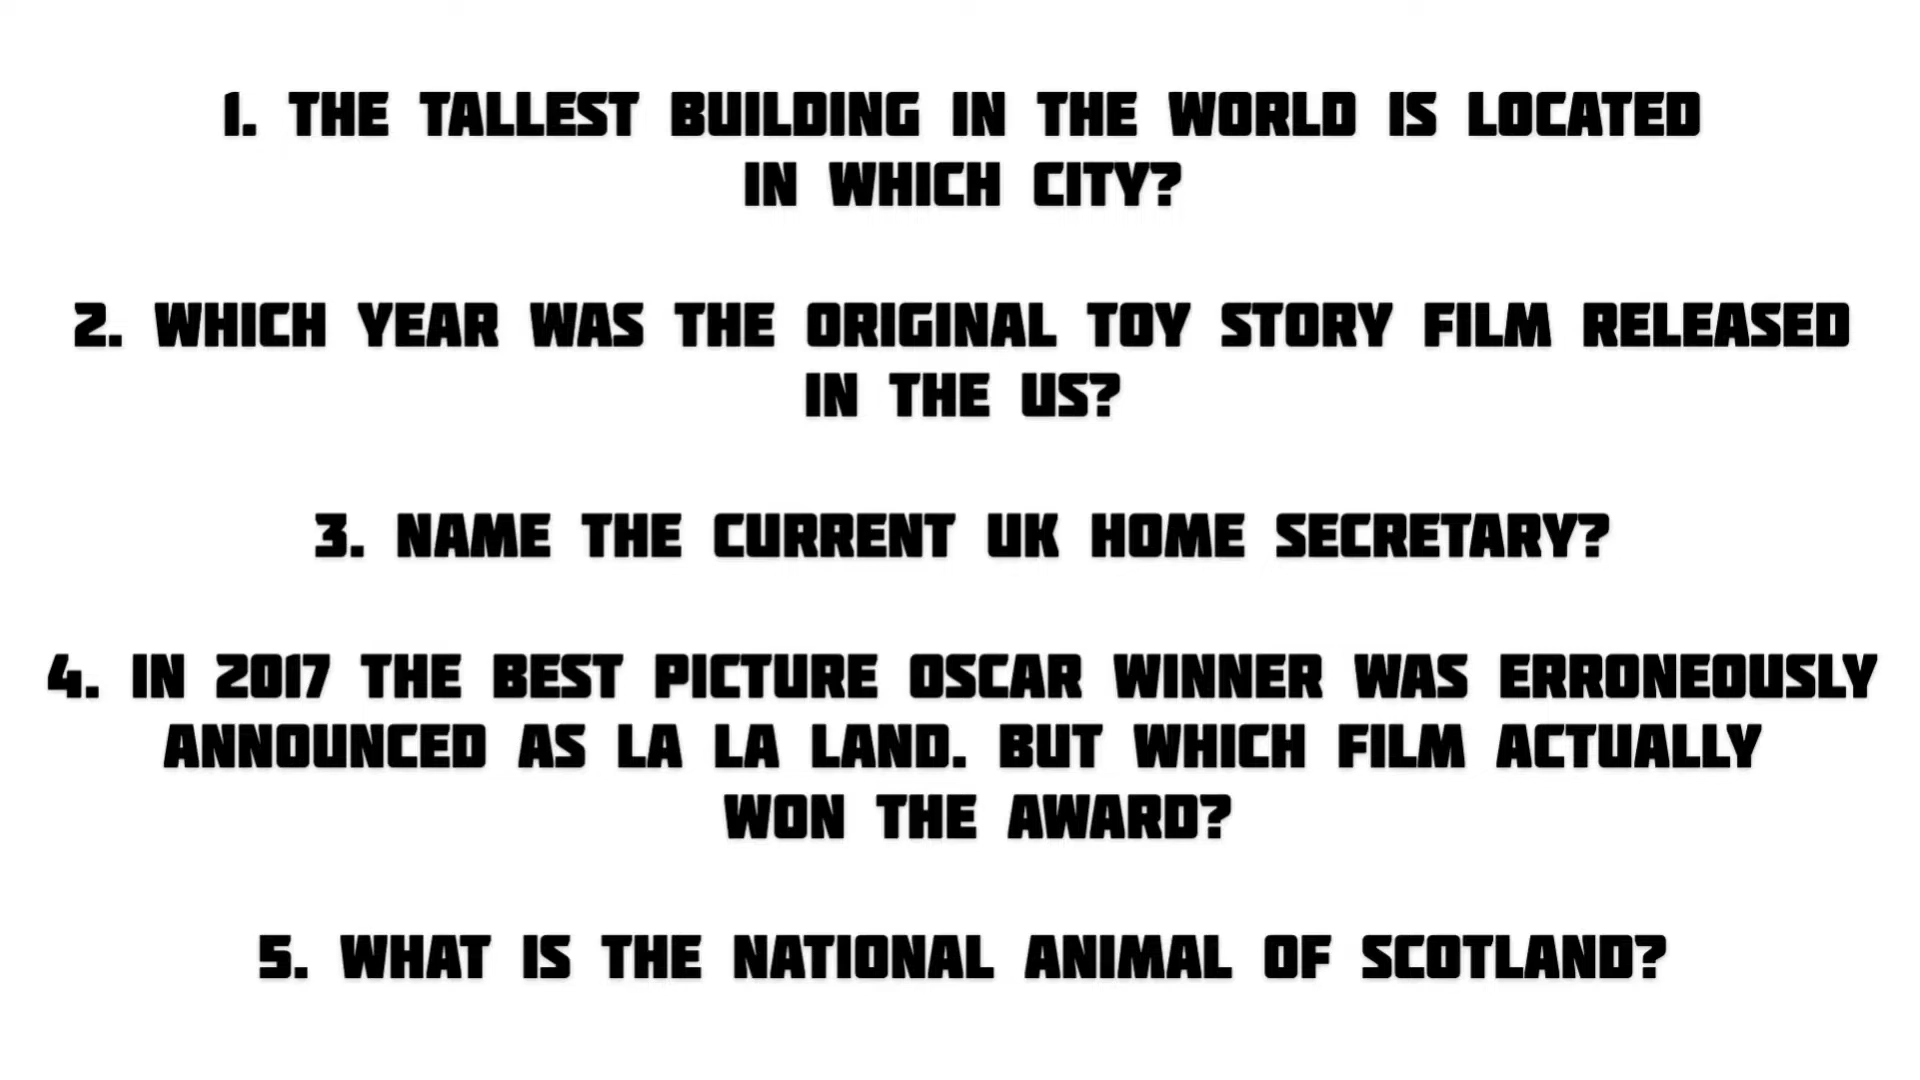 1. THE TALLEST BUILDING IN THE WORLD IS LOCATED
IN WHICH CITY?
2. WHICH YEAR WAS THE ORIGINAL TOY STORY FILM RELEASED
IN THE US?
3. NAME THE CURRENT UK HOME SECRETARY?
4. IN 2017 THE BEST PICTURE OSCAR WINNER WAS ERRONEOUSLY
ANNOUNCED AS LA LA LAND. BUT WHICH FILM ACTUALLY
WON THE AWARD?
5. WHAT IS THE NATIONAL ANIMAL OF SCOTLAND?